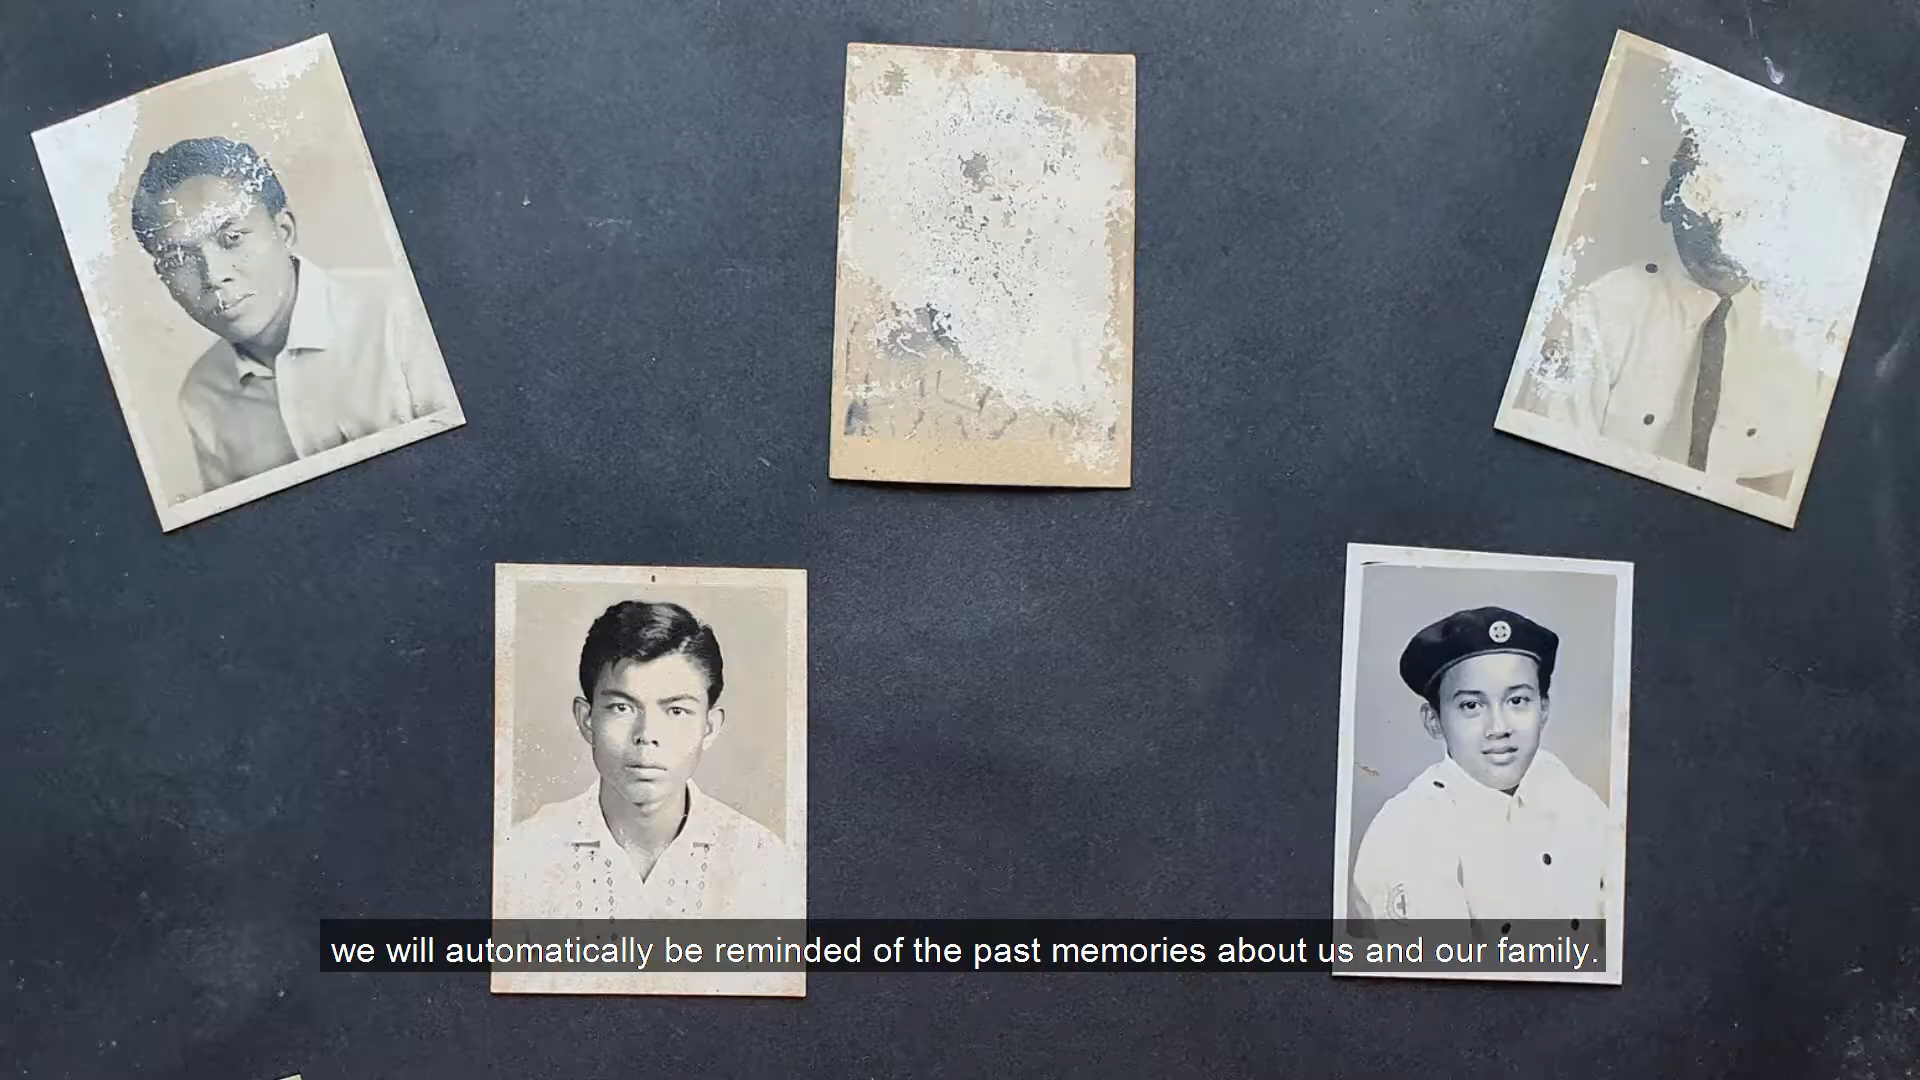 we will automatically be reminded of the past memories about us and our family.